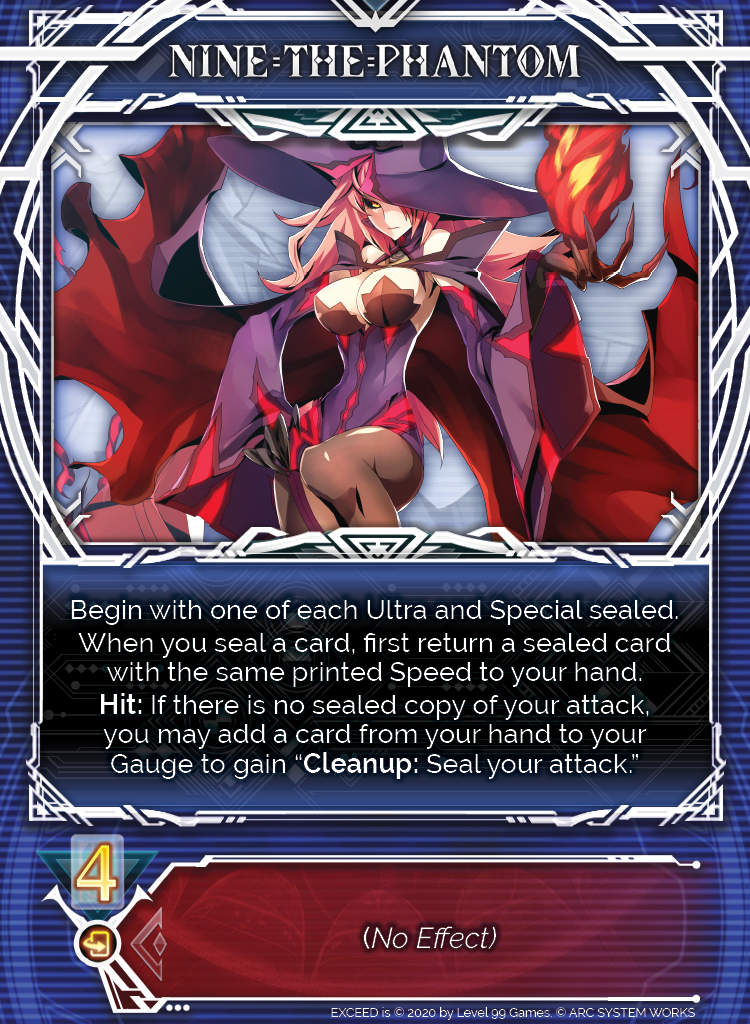 NINE=THE=PHANTOM
Begin with one of each Ultra and Special sealed.
When you seal a card, first return a sealed card
with the same printed Speed to your hand.
Hit: If there is no sealed copy of your attack,
you may add a card from your hand to your
Gauge to gain “Cleanup: Seal your attack.”
4
(No Effect)
EXCEED is © 2020 by Level 99 Games. © ARC SYSTEM WORKS